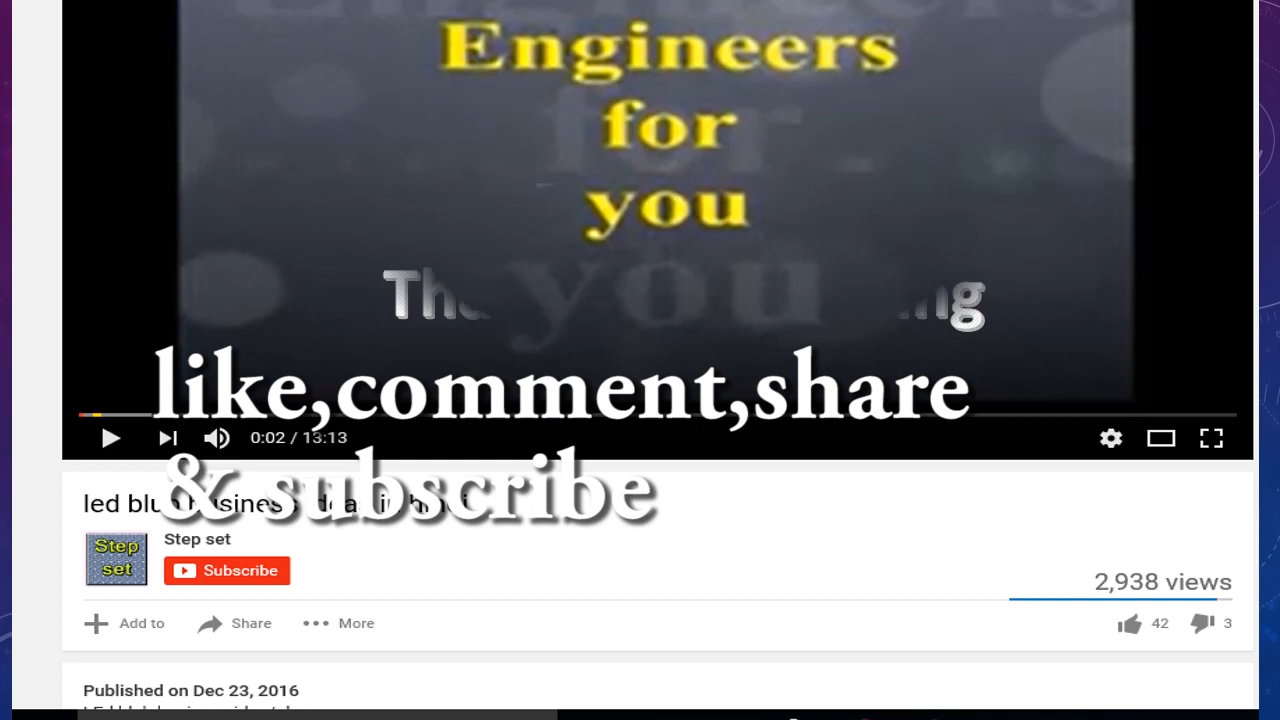 Engineers
for
you
like,comment,share
& subscribe
0:02 / 13:13
led
Step set
Step
set
Subscribe
2,938 views
Add to
Share
More
42
3
Published on Dec 23, 2016